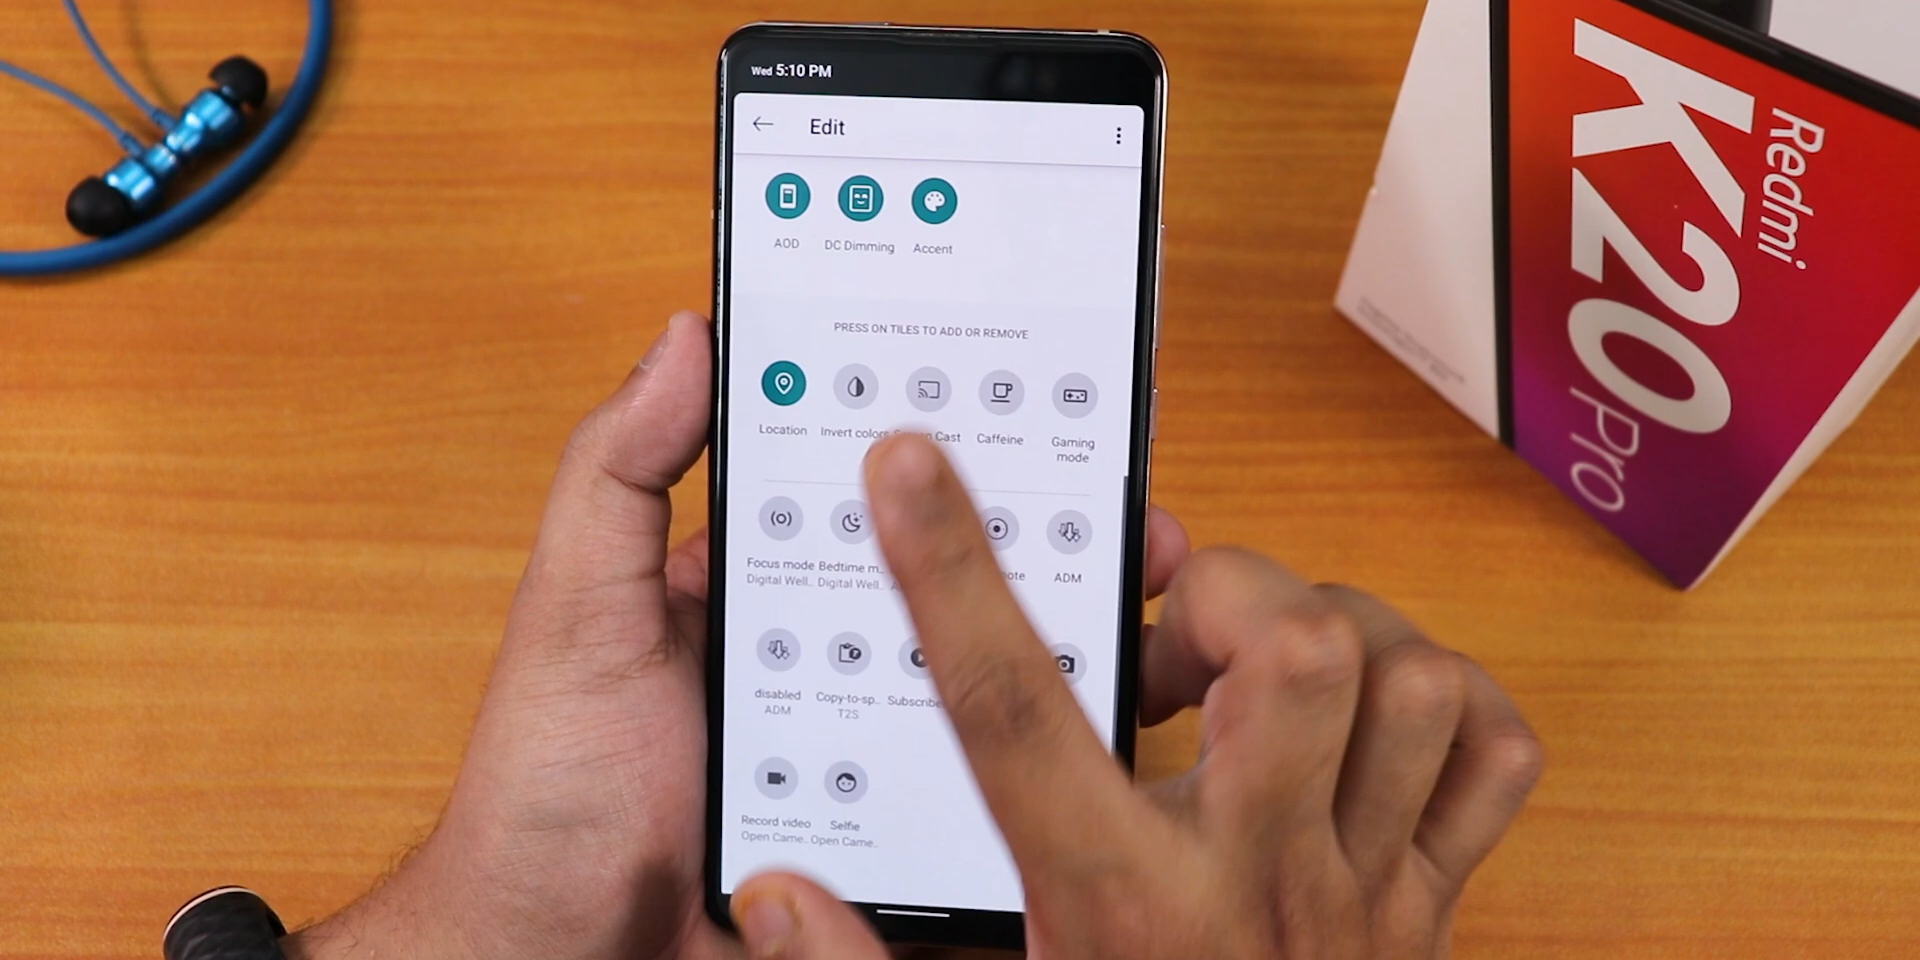 Wed 5:10 PM
Edit
AOD
DC Dimming
Accent
PRESS ON TILES TO ADD OR REMOVE
Location
Invert colors
Cast
Caffeine
Gaming
mode
Focus mode
Digital Well..
Bedtime m..
Digital Well..
ADM
disabled
ADM
Copy-to-sp..
T2S
Record video
Open Came..
Selfie
Open Came..
Redmi
K20 Pro